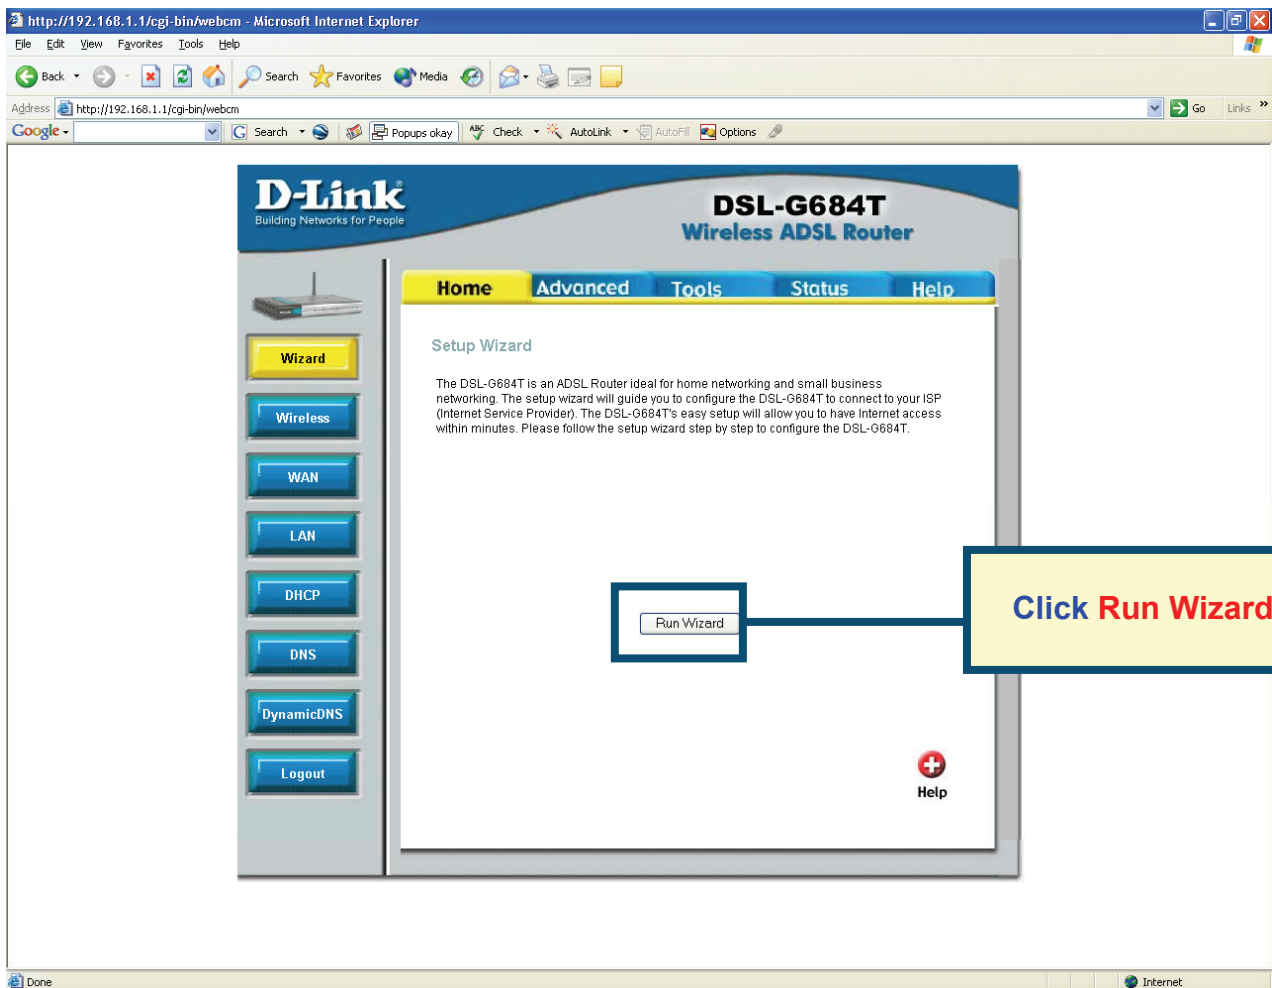 http://192.168.1.1/cgi-bin/webcm - Microsoft Internet Explorer
File Edit View Favorites Tools Help
Back Search Favorites Media
Address http://192.168.1.1/cgi-bin/webcm Go Links »
Google Search Popups okay ABC Check AutoLink AutoFill Options
D-Link
Building Networks for People
DSL-G684T
Wireless ADSL Router
Home Advanced Tools Status Help
Wizard
Wireless
WAN
LAN
DHCP
DNS
DynamicDNS
Logout
Setup Wizard
The DSL-G684T is an ADSL Router ideal for home networking and small business
networking. The setup wizard will guide you to configure the DSL-G684T to connect to your ISP
(Internet Service Provider). The DSL-G684T's easy setup will allow you to have Internet access
within minutes. Please follow the setup wizard step by step to configure the DSL-G684T.
Run Wizard
Click Run Wizard
Help
Done Internet